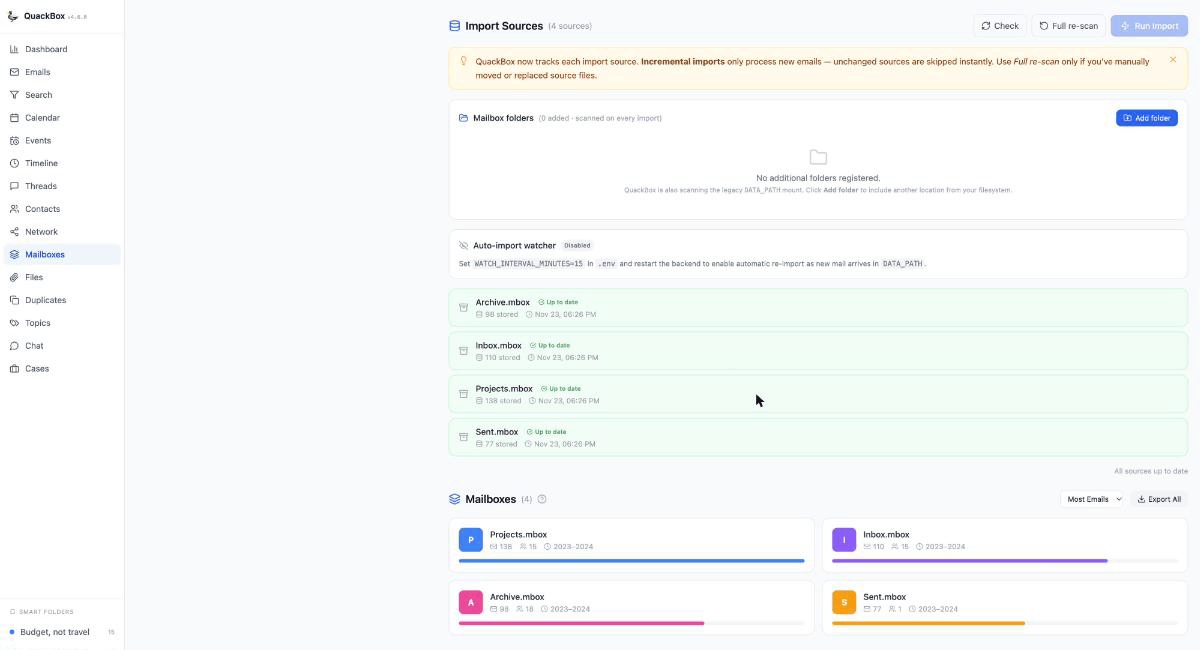 QuackBox v4.6.8
Dashboard
Emails
Search
Calendar
Events
Timeline
Threads
Contacts
Network
Mailboxes
Files
Duplicates
Topics
Chat
Cases
SMART FOLDERS
Budget, not travel 15
Import Sources (4 sources)
Check
Full re-scan
Run Import
QuackBox now tracks each import source. Incremental imports only process new emails — unchanged sources are skipped instantly. Use Full re-scan only if you've manually
moved or replaced source files.
Mailbox folders (0 added · scanned on every import)
Add folder
No additional folders registered.
QuackBox is also scanning the legacy DATA_PATH mount. Click Add folder to include another location from your filesystem.
Auto-import watcher Disabled
Set WATCH_INTERVAL_MINUTES=15 in .env and restart the backend to enable automatic re-import as new mail arrives in DATA_PATH.
Archive.mbox Up to date
98 stored Nov 23, 06:26 PM
Inbox.mbox Up to date
110 stored Nov 23, 06:26 PM
Projects.mbox Up to date
138 stored Nov 23, 06:26 PM
Sent.mbox Up to date
77 stored Nov 23, 06:26 PM
All sources up to date
Mailboxes (4)
Most Emails
Export All
P
Projects.mbox
138 15 2023–2024
I
Inbox.mbox
110 15 2023–2024
A
Archive.mbox
98 18 2023–2024
S
Sent.mbox
77 1 2023–2024